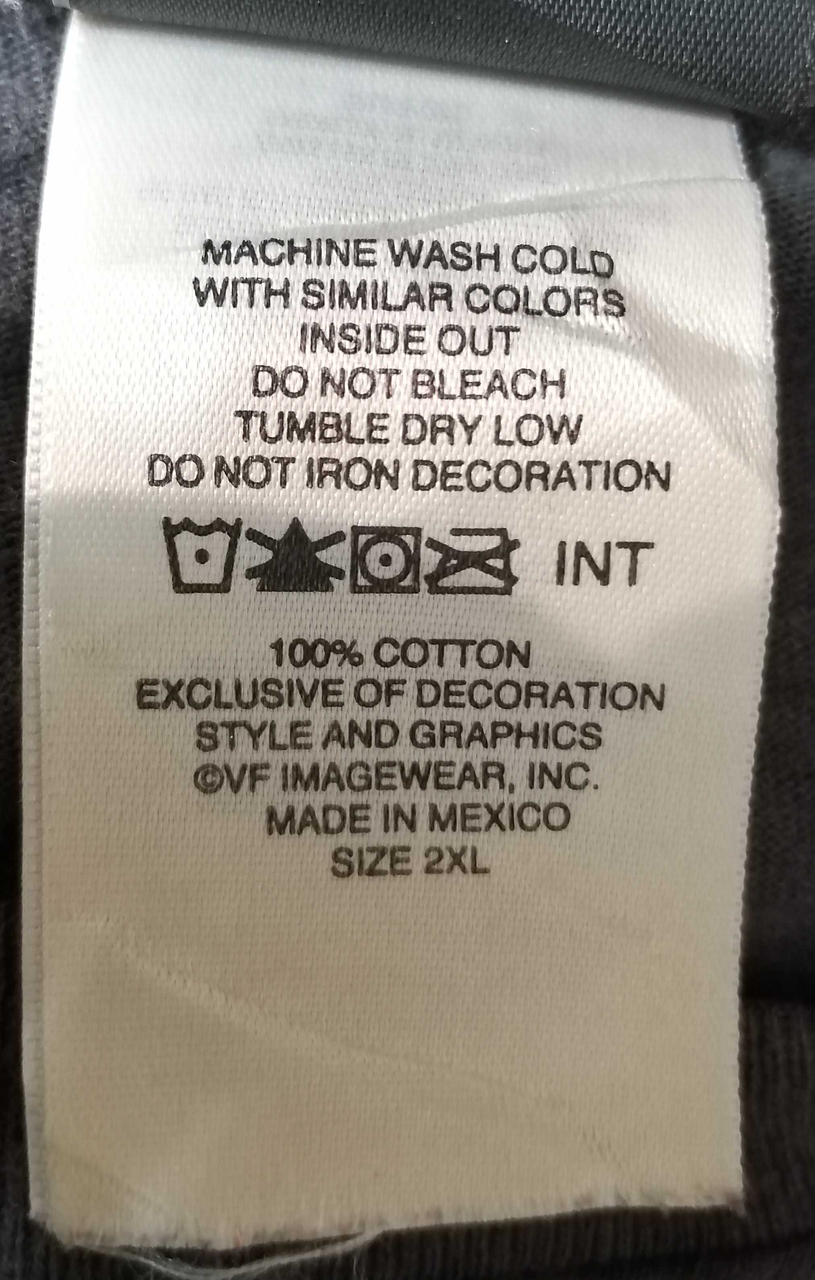 MACHINE WASH COLD
WITH SIMILAR COLORS
INSIDE OUT
DO NOT BLEACH
TUMBLE DRY LOW
DO NOT IRON DECORATION
INT
100% COTTON
EXCLUSIVE OF DECORATION
STYLE AND GRAPHICS
©VF IMAGEWEAR, INC.
MADE IN MEXICO
SIZE 2XL